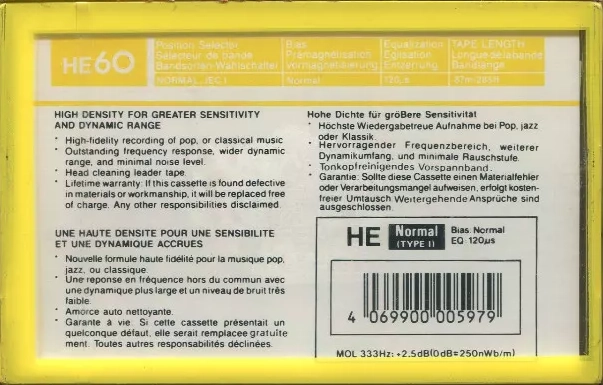 HE60
Position Selector
Sélecteur de bande
Bandsorten-Wahlschalter
NORMAL (EC I)
Bias
Prämagnetisation
Vormagnetisierung
Normal
Equalization
Egalisation
Entzerrung
120µs
TAPE LENGTH
Longue
Bandlänge
87m-285ft
HIGH DENSITY FOR GREATER SENSITIVITY
AND DYNAMIC RANGE
· High-fidelity recording of pop, or classical music
· Outstanding frequency response, wider dynamic
range, and minimal noise level.
· Head cleaning leader tape.
· Lifetime warranty: If this cassette is found defective
in materials or workmanship, it will be replaced free
of charge. Any other responsibilities disclaimed.
UNE HAUTE DENSITE POUR UNE SENSIBILITE
ET UNE DYNAMIQUE ACCRUES
· Nouvelle formule haute fidélité pour la musique pop,
jazz, ou classique.
· Une réponse en fréquence hors du commun avec
une dynamique plus large et un niveau de bruit très
faible.
· Amorce auto nettoyante.
· Garantie à vie: Si cette cassette présentait un
quelconque défaut, elle serait remplacée gratuite
ment. Toutes autres responsabilités déclinées.
Hohe Dichte für gröBere Sensitivität
· Höchste Wiedergabetreue Aufnahme bei Pop, jazz
oder Klassik.
· Hervorragender Frequenzbereich, weiterer
Dynamikumfang, und minimale Rauschstufe.
· Tonkopfreinigendes Vorspannband.
· Garantie: Sollte diese Cassette einen Materialfehler
oder Verarbeitungsmangel aufweisen, erfolgt kosten-
freier Umtausch. Weitergehende Ansprüche sind
ausgeschlossen.
HE Normal (TYPE I) Bias: Normal
EQ: 120µs
4 069900 005979
MOL 333Hz: +2.5dB(0dB=250nWb/m)